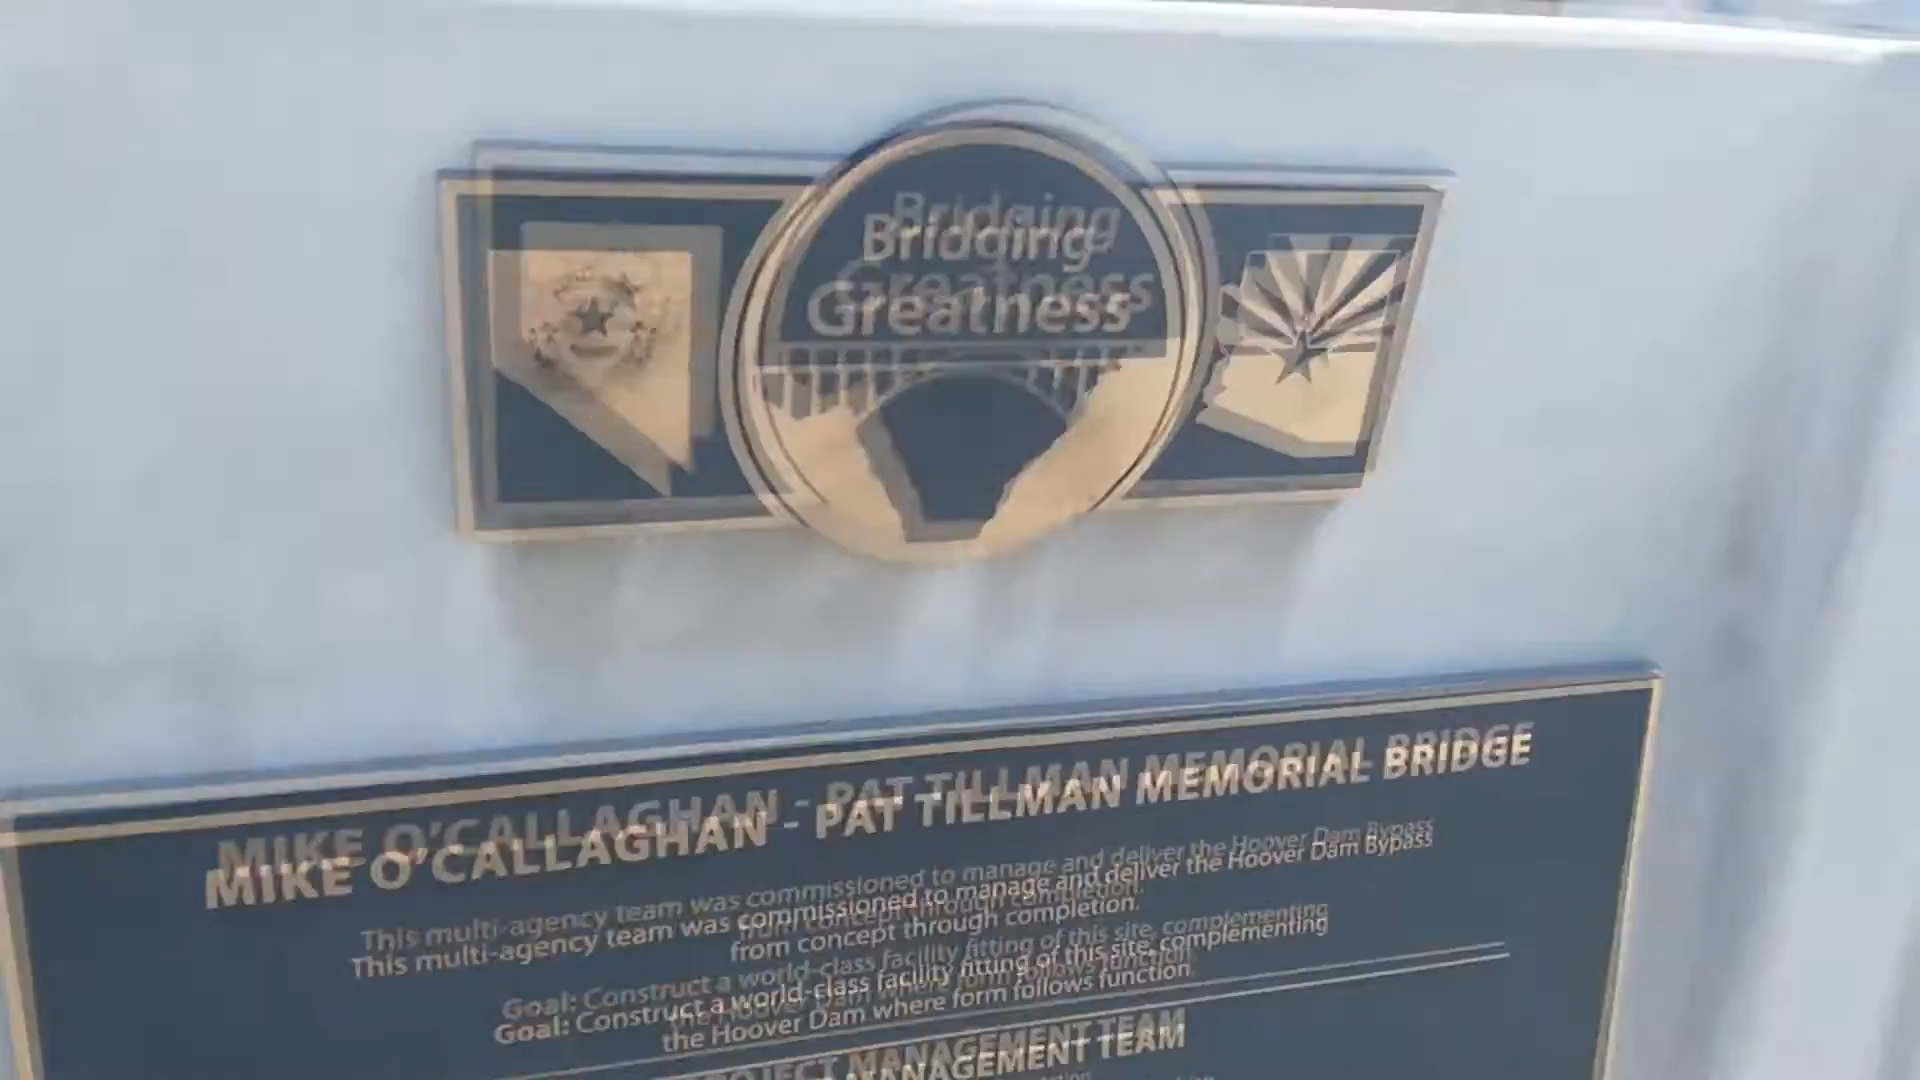 Bridging
Greatness
MIKE O'CALLAGHAN - PAT TILLMAN MEMORIAL BRIDGE
This multi-agency team was commissioned to manage and deliver the Hoover Dam Bypass
from concept through completion.
Goal: Construct a world-class facility fitting of this site, complementing
the Hoover Dam where form follows function.
PROJECT MANAGEMENT TEAM